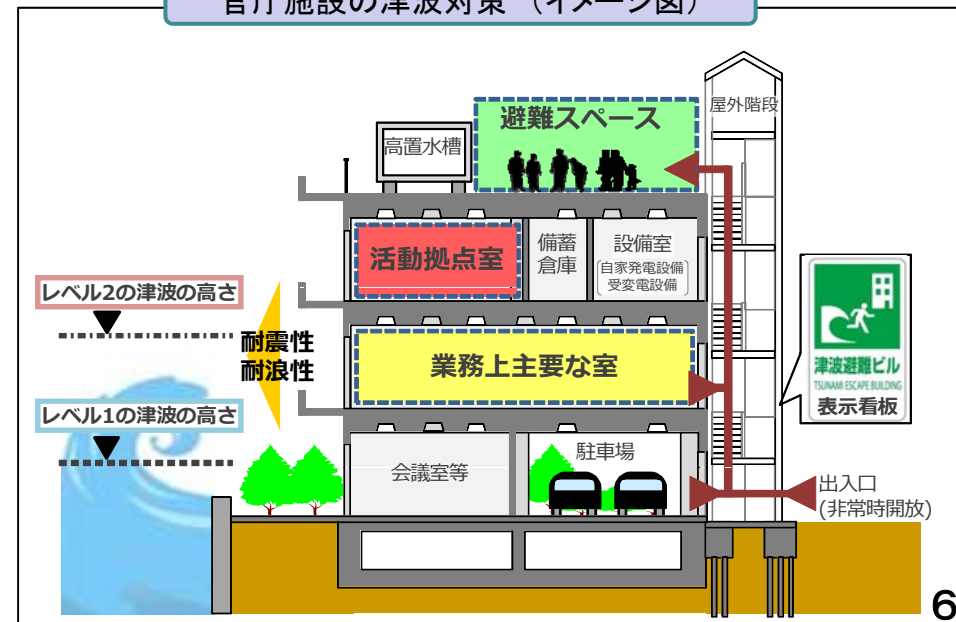 官庁施設の津波対策 (イメージ図)
屋外階段
避難スペース
高置水槽
活動拠点室
備蓄
倉庫
設備室
自家発電設備
受変電設備
レベル2の津波の高さ
耐震性
耐浪性
業務上主要な室
レベル1の津波の高さ
津波避難ビル
TSUNAMI ESCAPE BUILDING
表示看板
会議室等
駐車場
出入口
(非常時開放)
6